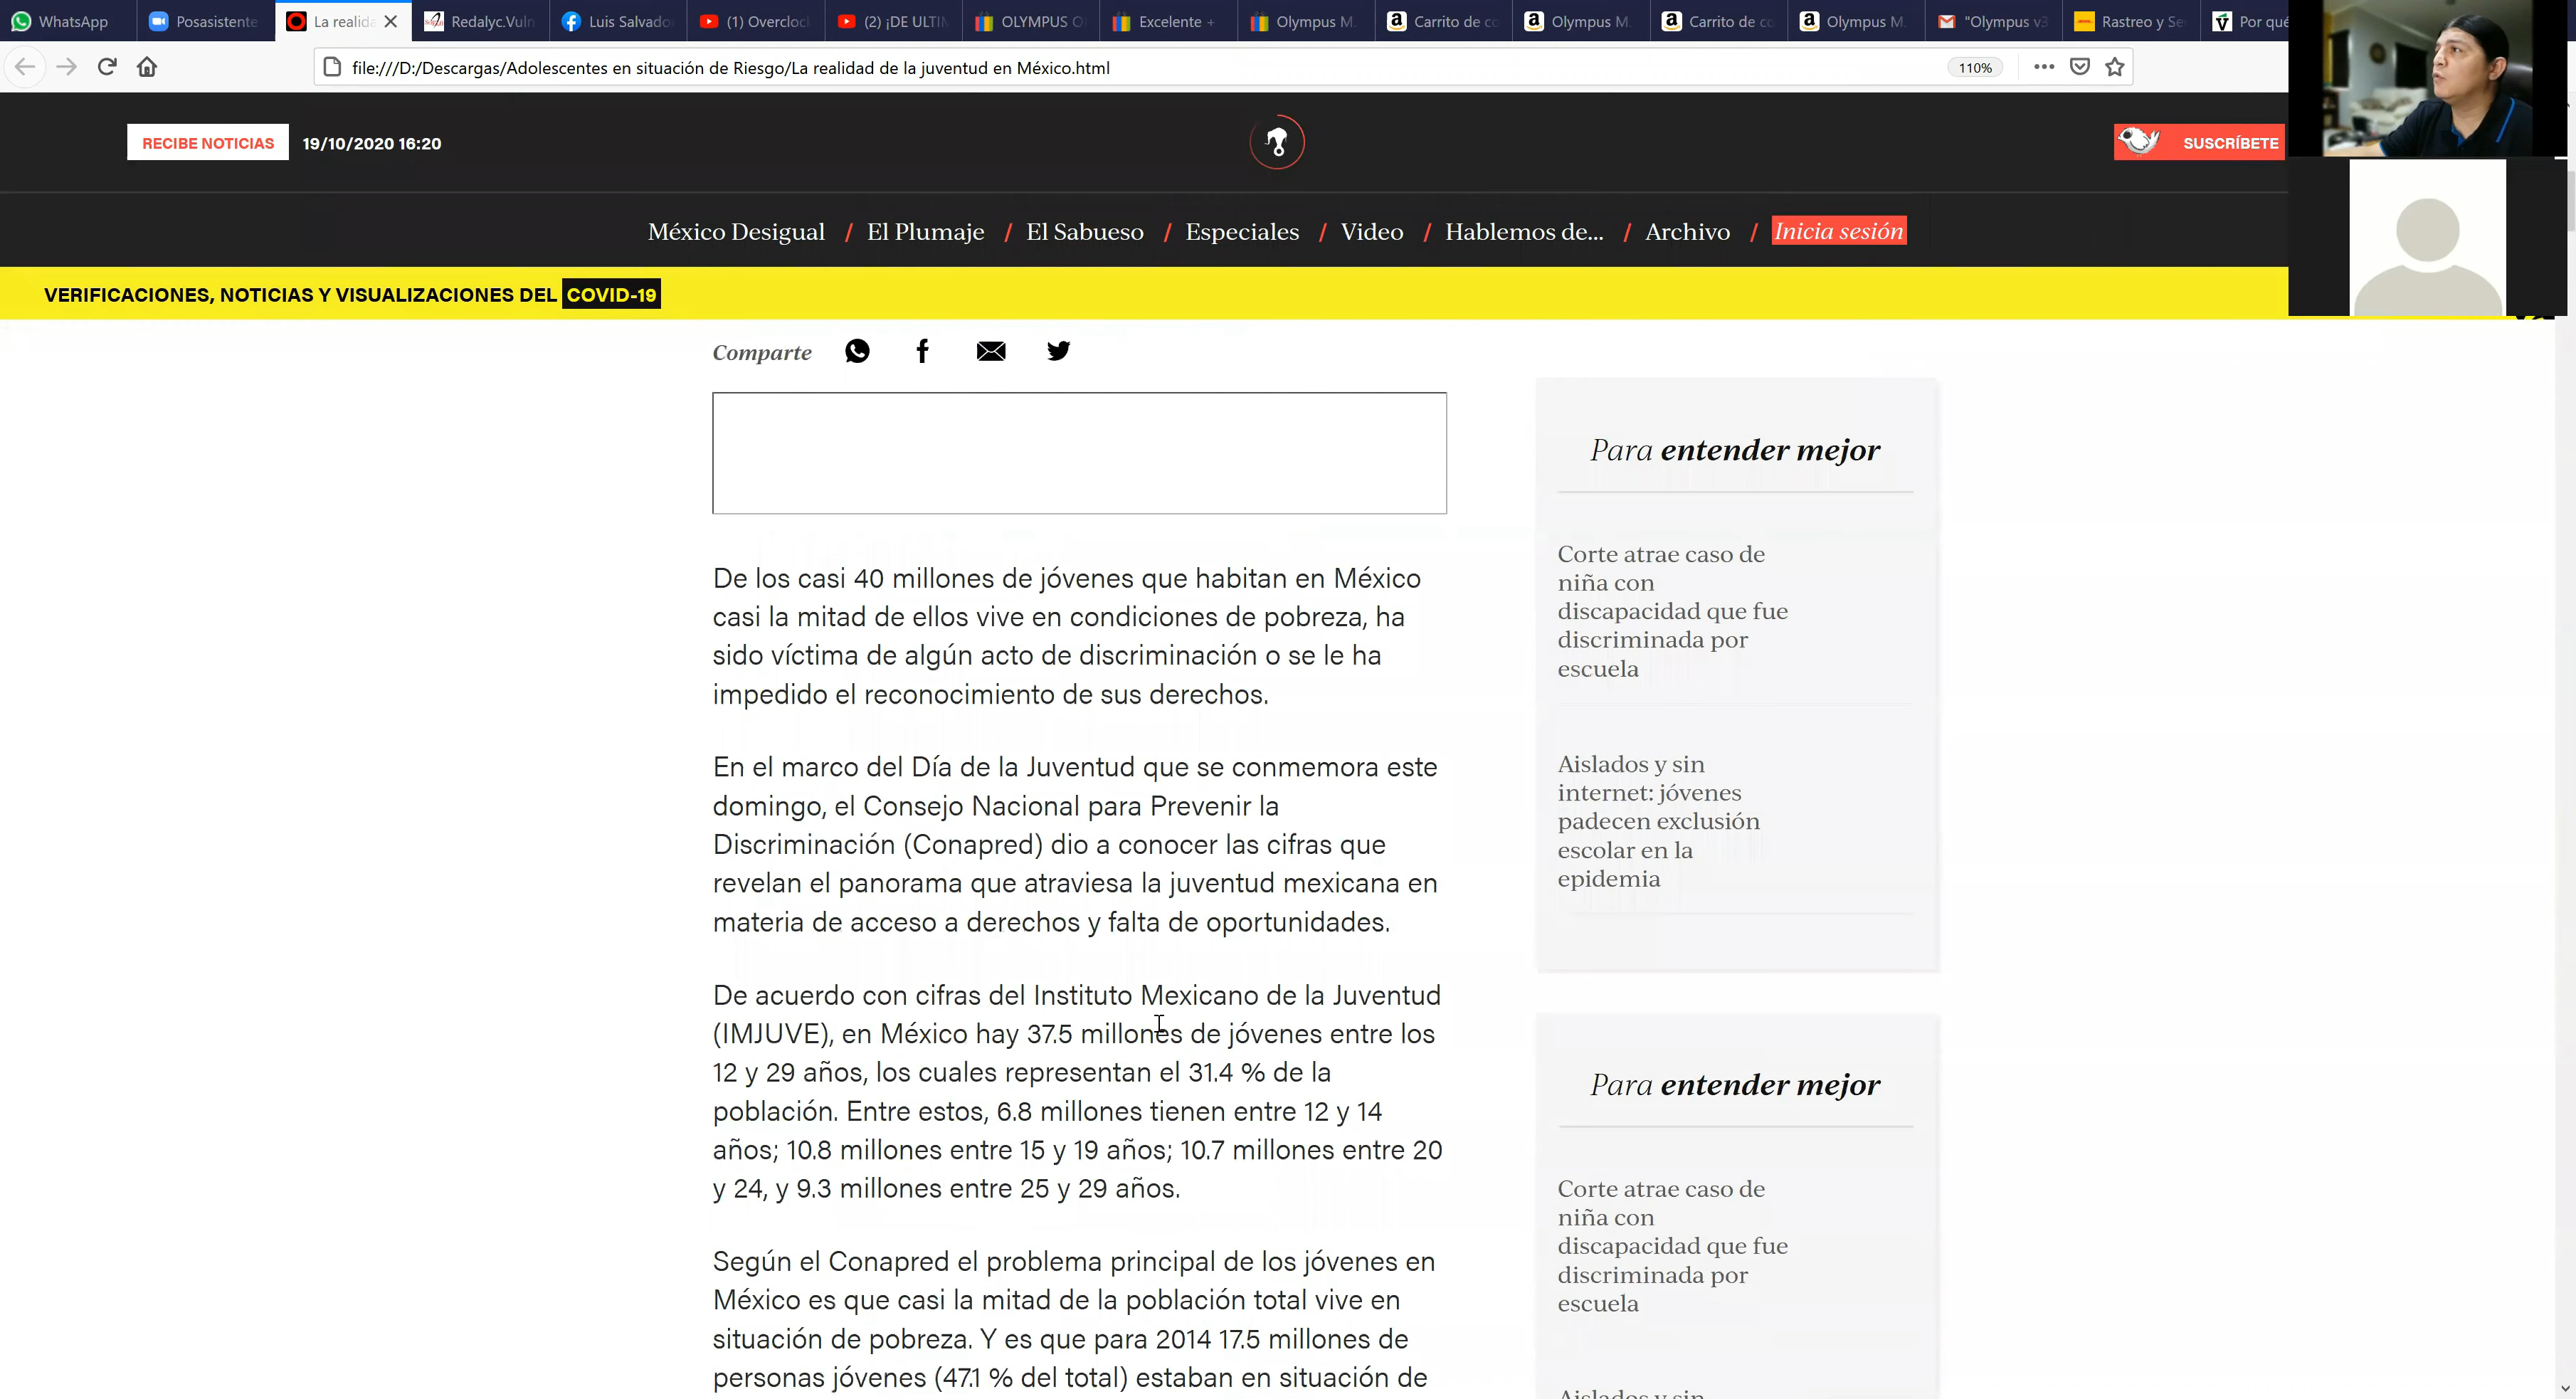 WhatsApp
Posasistente
La realida
Redalyc.Vuln
Luis Salvado
(1) Overcloc
(2) ¡DE ULTIM
OLYMPUS O
Excelente +
Olympus M.
Carrito de co
Olympus M.
Carrito de co
Olympus M.
"Olympus v3
Rastreo y Se
Por qué
file:///D:/Descargas/Adolescentes en situación de Riesgo/La realidad de la juventud en México.html
110%
RECIBE NOTICIAS
19/10/2020 16:20
SUSCRÍBETE
México Desigual / El Plumaje / El Sabueso / Especiales / Video / Hablemos de... / Archivo / Inicia sesión
VERIFICACIONES, NOTICIAS Y VISUALIZACIONES DEL COVID-19
Comparte
De los casi 40 millones de jóvenes que habitan en México
casi la mitad de ellos vive en condiciones de pobreza, ha
sido víctima de algún acto de discriminación o se le ha
impedido el reconocimiento de sus derechos.
En el marco del Día de la Juventud que se conmemora este
domingo, el Consejo Nacional para Prevenir la
Discriminación (Conapred) dio a conocer las cifras que
revelan el panorama que atraviesa la juventud mexicana en
materia de acceso a derechos y falta de oportunidades.
De acuerdo con cifras del Instituto Mexicano de la Juventud
(IMJUVE), en México hay 37.5 millones de jóvenes entre los
12 y 29 años, los cuales representan el 31.4 % de la
población. Entre estos, 6.8 millones tienen entre 12 y 14
años; 10.8 millones entre 15 y 19 años; 10.7 millones entre 20
y 24, y 9.3 millones entre 25 y 29 años.
Según el Conapred el problema principal de los jóvenes en
México es que casi la mitad de la población total vive en
situación de pobreza. Y es que para 2014 17.5 millones de
personas jóvenes (47.1 % del total) estaban en situación de
Para entender mejor
Corte atrae caso de
niña con
discapacidad que fue
discriminada por
escuela
Aislados y sin
internet: jóvenes
padecen exclusión
escolar en la
epidemia
Para entender mejor
Corte atrae caso de
niña con
discapacidad que fue
discriminada por
escuela
Aislados y sin